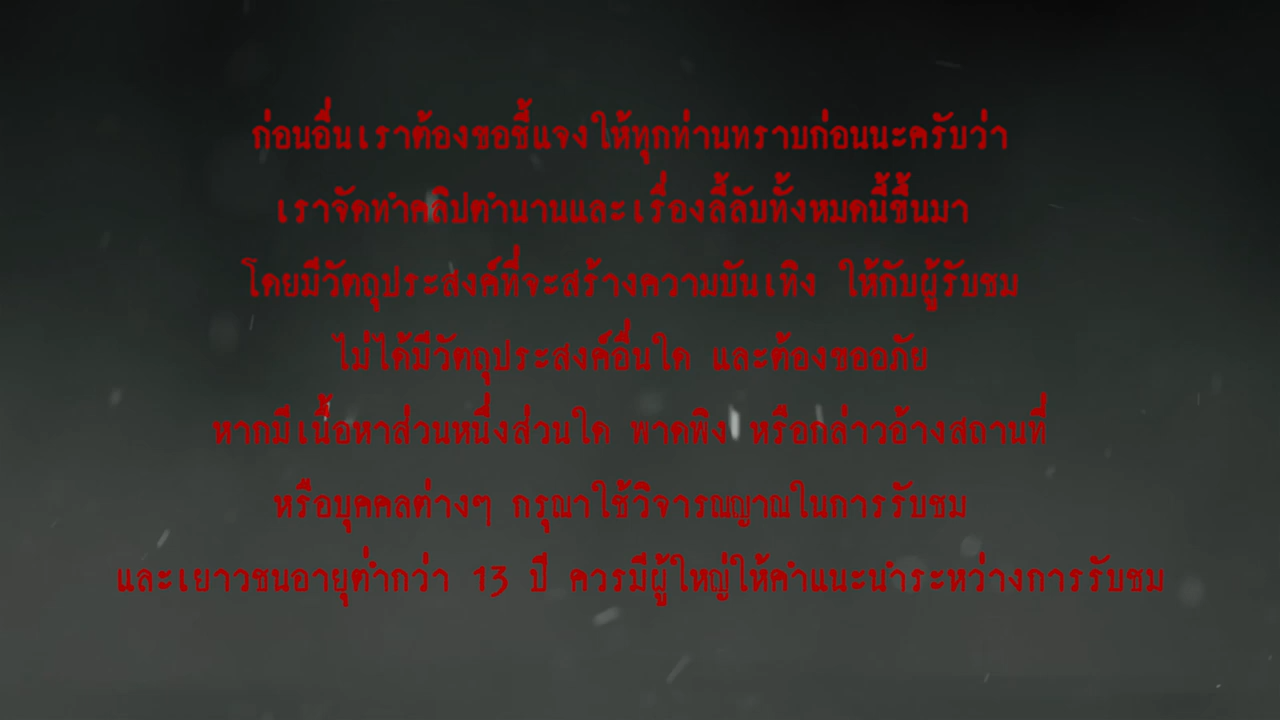 ก่อนอื่นเราต้องขอชี้แจงให้ทุกท่านทราบก่อนนะครับว่า
เราจัดทำคลิปตำนานและเรื่องลี้ลับทั้งหมดนี้ขึ้นมา
โดยมีวัตถุประสงค์ที่จะสร้างความบันเทิง ให้กับผู้รับชม
ไม่ได้มีวัตถุประสงค์อื่นใด และต้องขออภัย
หากมีเนื้อหาส่วนหนึ่งส่วนใด พาดพิง หรือกล่าวอ้างสถานที่
หรือบุคคลต่างๆ กรุณาใช้วิจารณญาณในการรับชม
และเยาวชนอายุต่ำกว่า 13 ปี ควรมีผู้ใหญ่ให้คำแนะนำระหว่างการรับชม